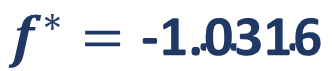 f* = -1.0316